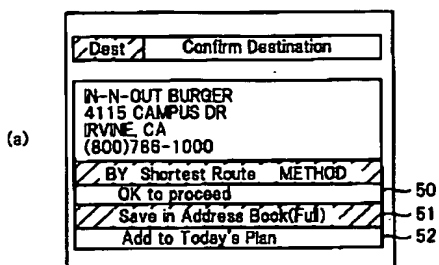 Dest Confirm Destination
IN-N-OUT BURGER
4115 CAMPUS DR
IRVINE, CA
(800)786-1000
(a)
BY Shortest Route METHOD
OK to proceed 50
Save in Address Book(Full) 51
Add to Today's Plan 52